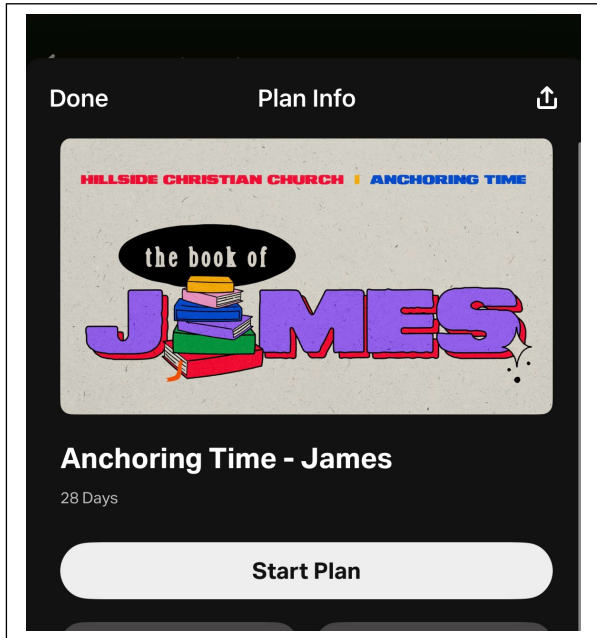 Done Plan Info
HILLSIDE CHRISTIAN CHURCH | ANCHORING TIME
the book of
JAMES
Anchoring Time - James
28 Days
Start Plan